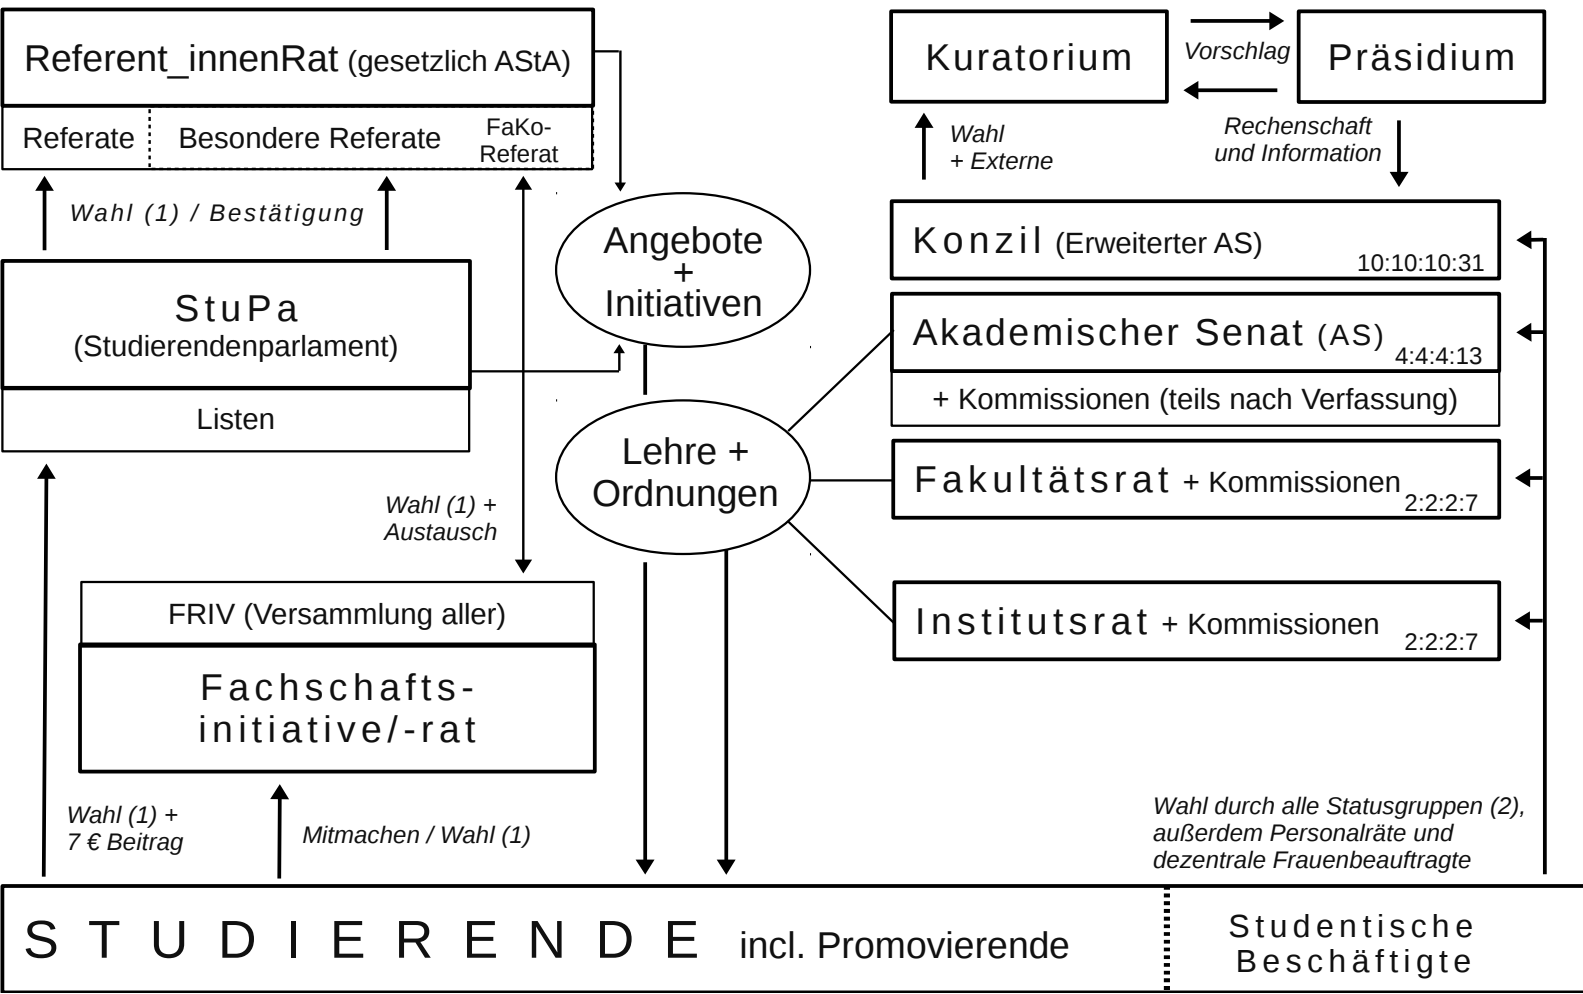 Referent_innenRat (gesetzlich AStA)
Referate
Besondere Referate
FaKo-
Referat
Wahl (1) / Bestätigung
StuPa
(Studierendenparlament)
Listen
Wahl (1) +
Austausch
FRIV (Versammlung aller)
Fachschafts-
initiative/-rat
Wahl (1) +
7 € Beitrag
Mitmachen / Wahl (1)
Angebote
+
Initiativen
Lehre +
Ordnungen
Kuratorium
Vorschlag
Präsidium
Wahl
+ Externe
Rechenschaft
und Information
Konzil (Erweiterter AS)
10:10:10:31
Akademischer Senat (AS)
4:4:4:13
+ Kommissionen (teils nach Verfassung)
Fakultätsrat + Kommissionen
2:2:2:7
Institutsrat + Kommissionen
2:2:2:7
Wahl durch alle Statusgruppen (2),
außerdem Personalräte und
dezentrale Frauenbeauftragte
STUDIERENDE incl. Promovierende
Studentische
Beschäftigte